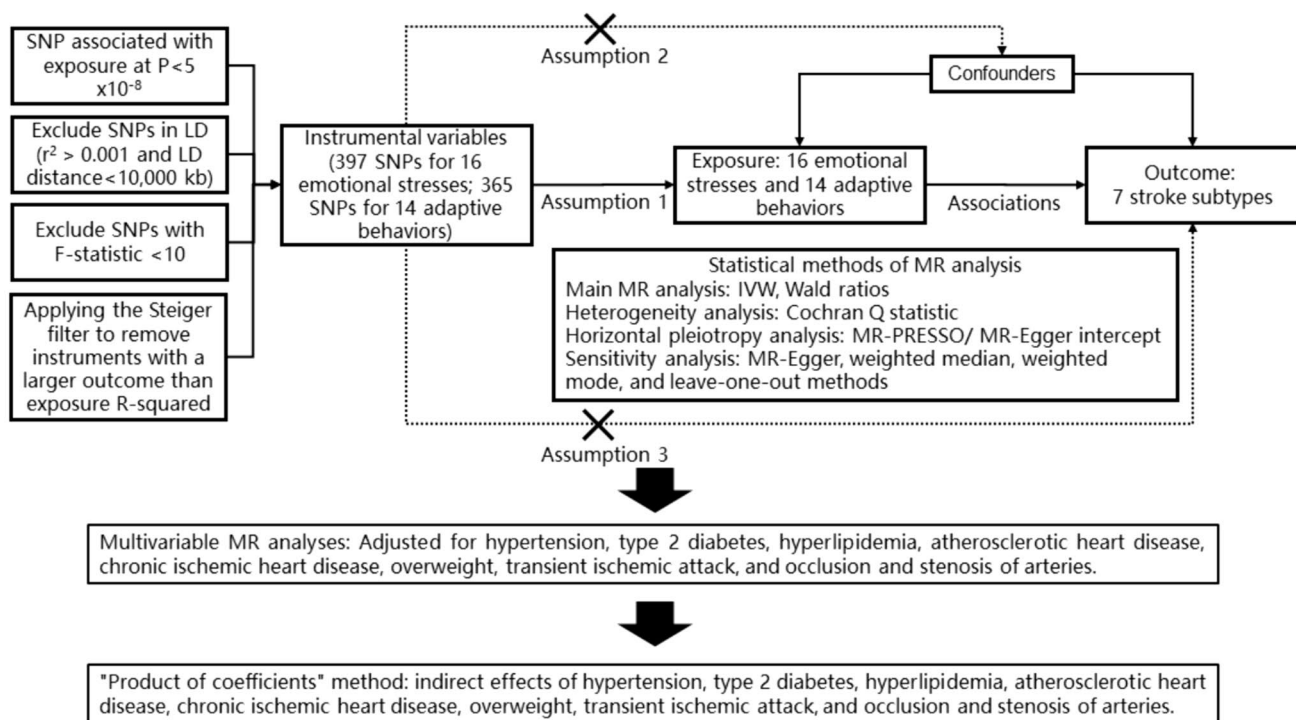 SNP associated with
exposure at P<5
x10⁻⁸
Exclude SNPs in LD
(r² > 0.001 and LD
distance<10,000 kb)
Exclude SNPs with
F-statistic <10
Applying the Steiger
filter to remove
instruments with a
larger outcome than
exposure R-squared
Instrumental variables
(397 SNPs for 16
emotional stresses; 365
SNPs for 14 adaptive
behaviors)
Assumption 2
Assumption 1
Confounders
Exposure: 16 emotional
stresses and 14 adaptive
behaviors
Associations
Outcome:
7 stroke subtypes
Statistical methods of MR analysis
Main MR analysis: IVW, Wald ratios
Heterogeneity analysis: Cochran Q statistic
Horizontal pleiotropy analysis: MR-PRESSO/ MR-Egger intercept
Sensitivity analysis: MR-Egger, weighted median, weighted
mode, and leave-one-out methods
Assumption 3
Multivariable MR analyses: Adjusted for hypertension, type 2 diabetes, hyperlipidemia, atherosclerotic heart disease,
chronic ischemic heart disease, overweight, transient ischemic attack, and occlusion and stenosis of arteries.
"Product of coefficients" method: indirect effects of hypertension, type 2 diabetes, hyperlipidemia, atherosclerotic heart
disease, chronic ischemic heart disease, overweight, transient ischemic attack, and occlusion and stenosis of arteries.